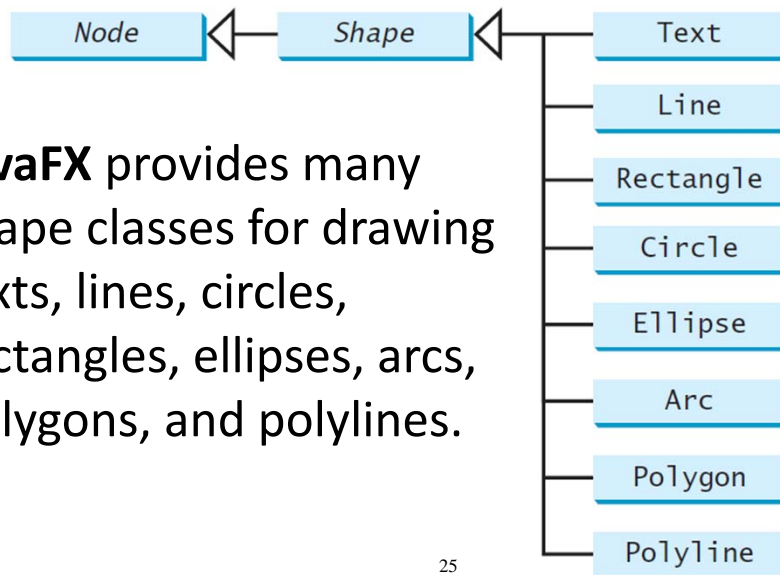 Node
Shape
Text
Line
Rectangle
Circle
Ellipse
Arc
Polygon
Polyline
vaFX provides many
ape classes for drawing
xts, lines, circles,
ctangles, ellipses, arcs,
lygons, and polylines.
25